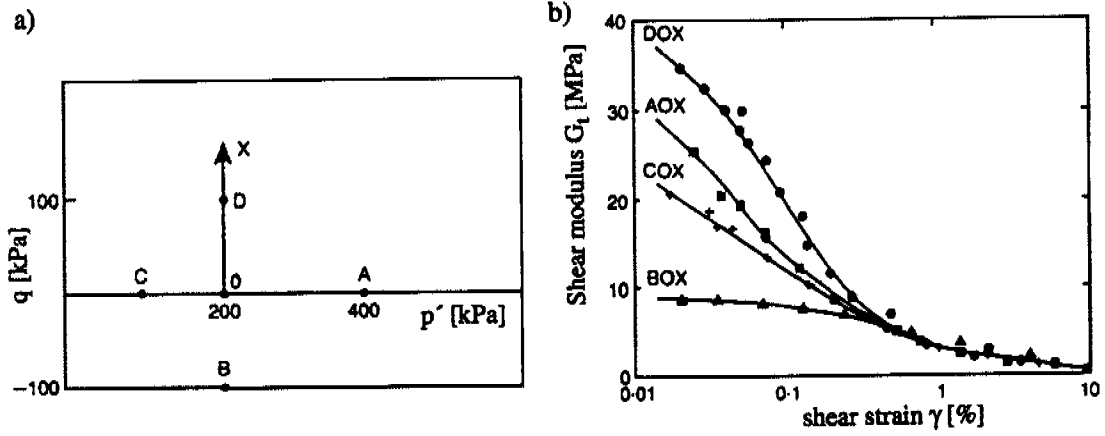 a)
X
100
D
C
0
A
200
400
p´ [kPa]
q [kPa]
B
−100
b)
40
DOX
30
AOX
COX
20
10
BOX
0
0·01
0·1
1
10
Shear modulus Gt [MPa]
shear strain γ [%]